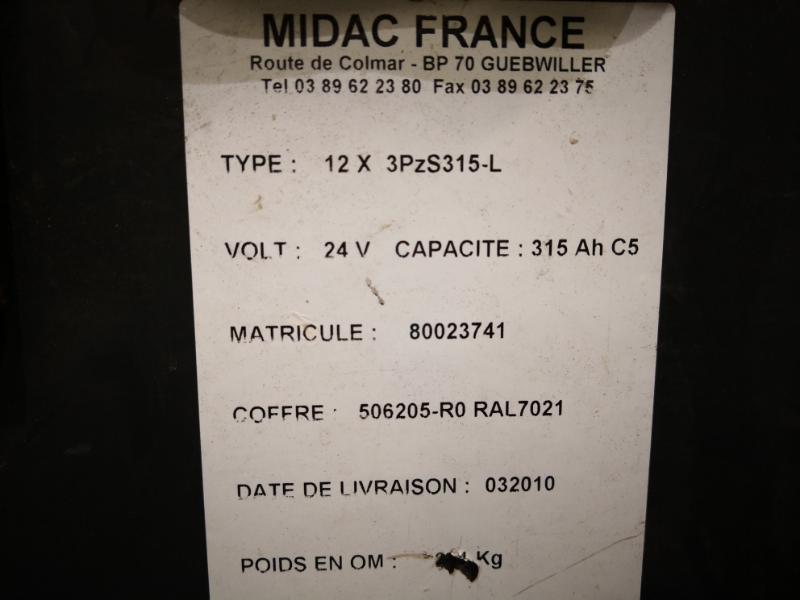 MIDAC FRANCE
Route de Colmar - BP 70 GUEBWILLER
Tel 03 89 62 23 80 Fax 03 89 62 23 75
TYPE : 12 X 3PzS315-L
VOLT : 24 V CAPACITE : 315 Ah C5
MATRICULE : 80023741
COFFRE : 506205-R0 RAL7021
DATE DE LIVRAISON : 032010
POIDS EN OM : Kg